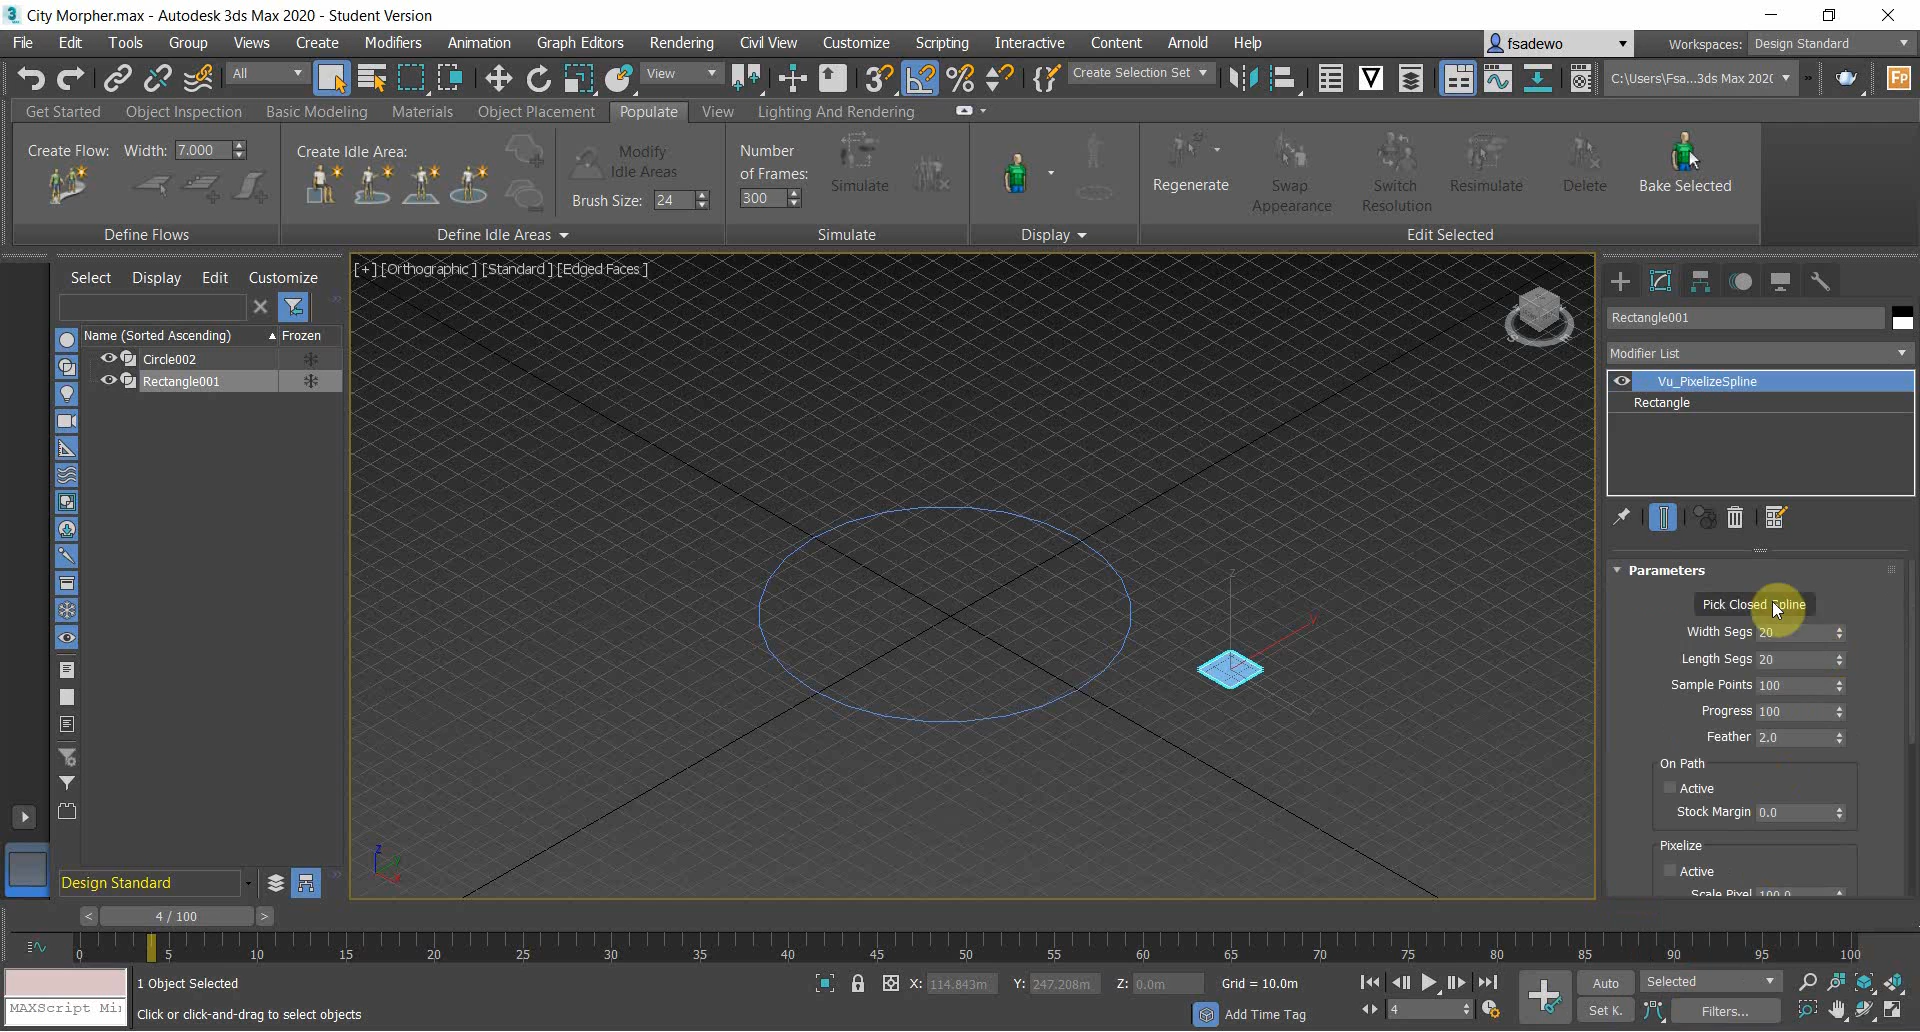 City Morpher.max - Autodesk 3ds Max 2020 - Student Version
File Edit Tools Group Views Create Modifiers Animation Graph Editors Rendering Civil View Customize Scripting Interactive Content Arnold Help fsadewo Workspaces: Design Standard
All View Create Selection Set C:\Users\Fsa...3ds Max 202( Fp
Get Started Object Inspection Basic Modeling Materials Object Placement Populate View Lighting And Rendering
Create Flow: Width: 7.000
Create Idle Area:
Modify
Idle Areas
Brush Size: 24
Number
of Frames:
300
Simulate
Regenerate
Swap
Appearance
Switch
Resolution
Resimulate
Delete
Bake Selected
Define Flows Define Idle Areas Simulate Display Edit Selected
Select Display Edit Customize
Name (Sorted Ascending) Frozen
Circle002
Rectangle001
Design Standard
[+] [Orthographic ] [Standard ] [Edged Faces ]
Rectangle001
Modifier List
Vu_PixelizeSpline
Rectangle
Parameters
Pick Closed Spline
Width Segs 20
Length Segs 20
Sample Points 100
Progress 100
Feather 2.0
On Path
Active
Stock Margin 0.0
Pixelize
Active
Scale Pixel 100.0
< 4 / 100 >
0 5 10 15 20 25 30 35 40 45 50 55 60 65 70 75 80 85 90 95 100
1 Object Selected
X: 114.843m Y: 247.208m Z: 0.0m Grid = 10.0m
Auto Selected
MAXScript Mi
Click or click-and-drag to select objects
Add Time Tag
4
Set K. Filters...